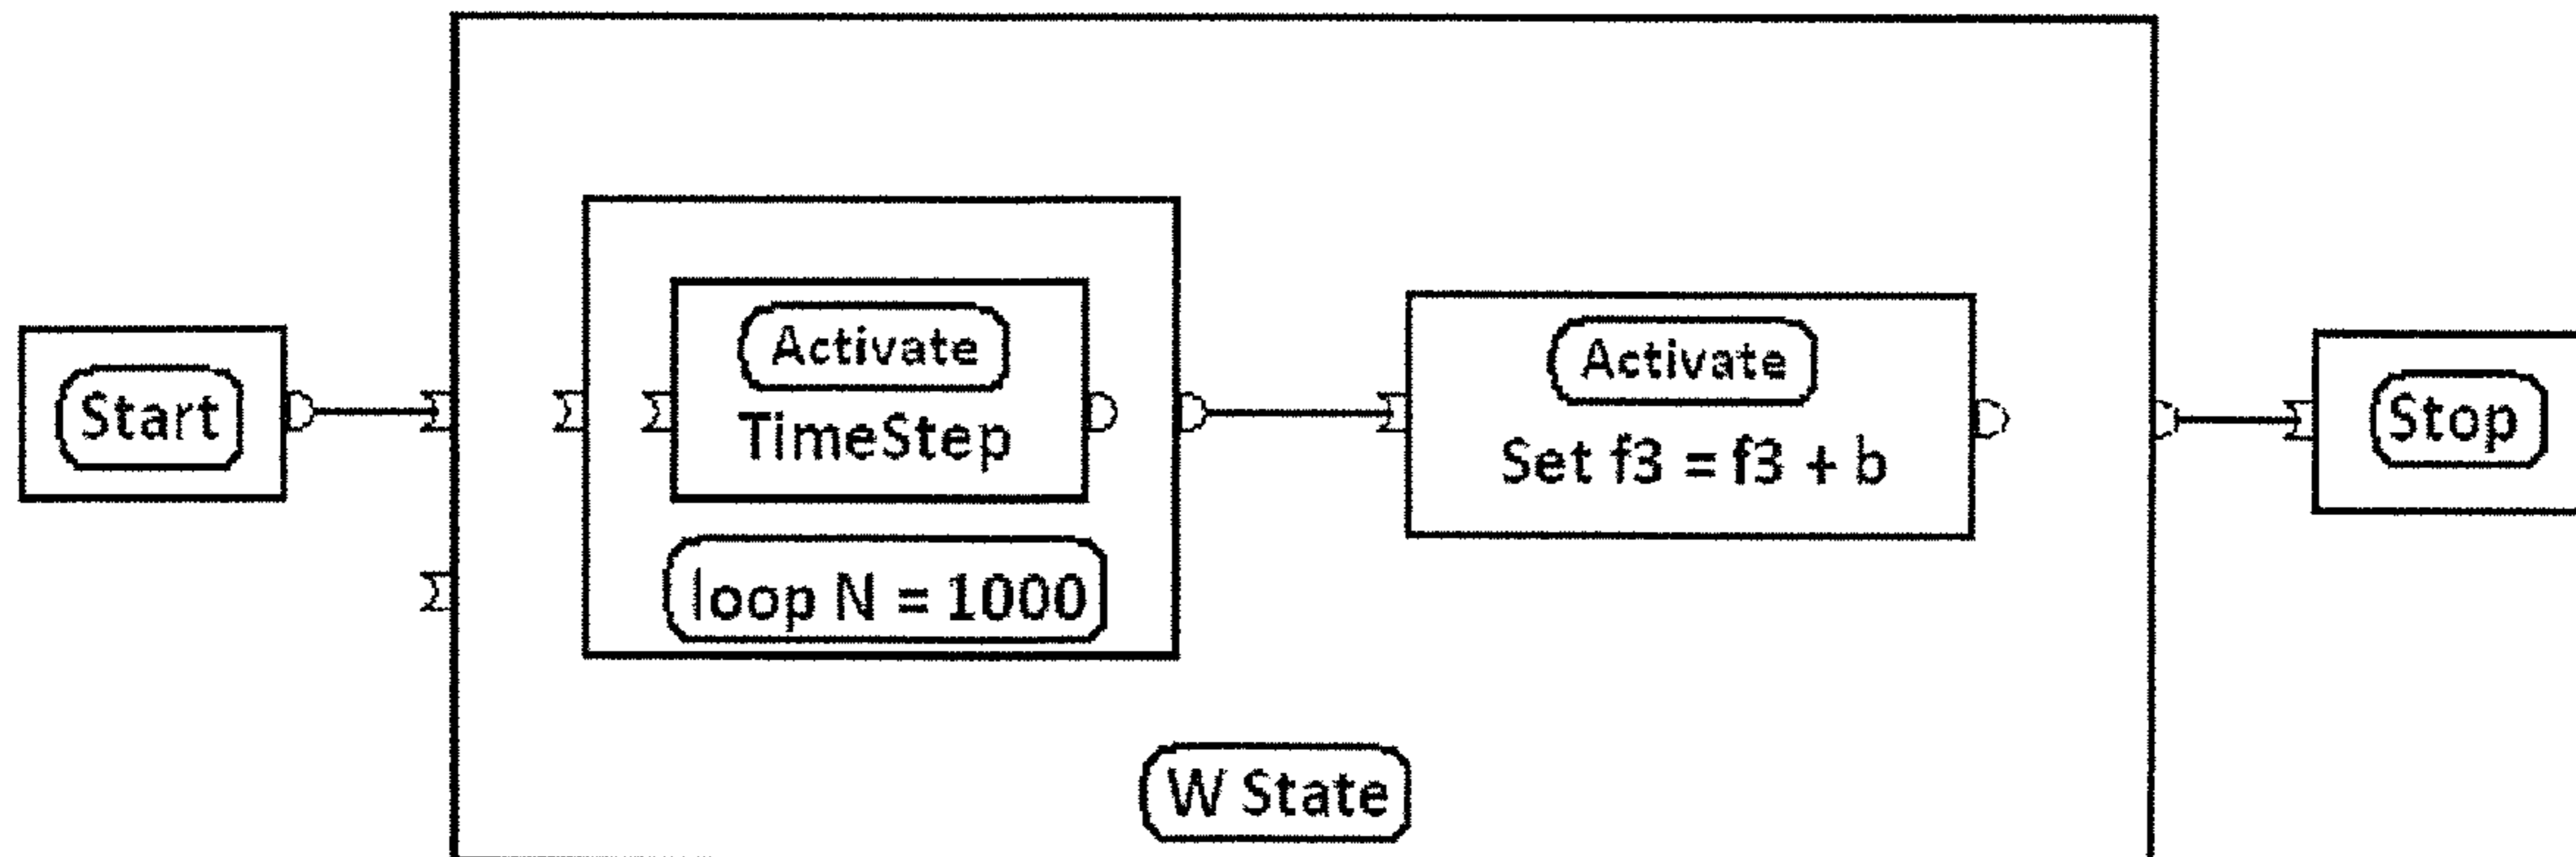 Start
Activate
TimeStep
loop N = 1000
Activate
Set f3 = f3 + b
W State
Stop